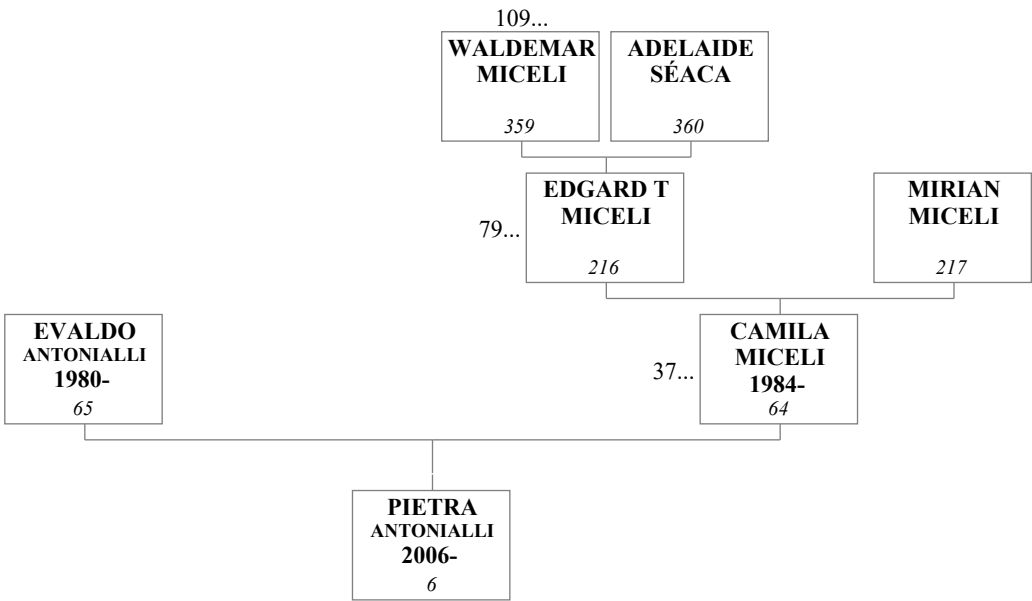 109...
WALDEMAR
MICELI
359
ADELAIDE
SÉACA
360
79...
EDGARD T
MICELI
216
MIRIAN
MICELI
217
EVALDO
ANTONIALLI
1980-
65
37...
CAMILA
MICELI
1984-
64
PIETRA
ANTONIALLI
2006-
6